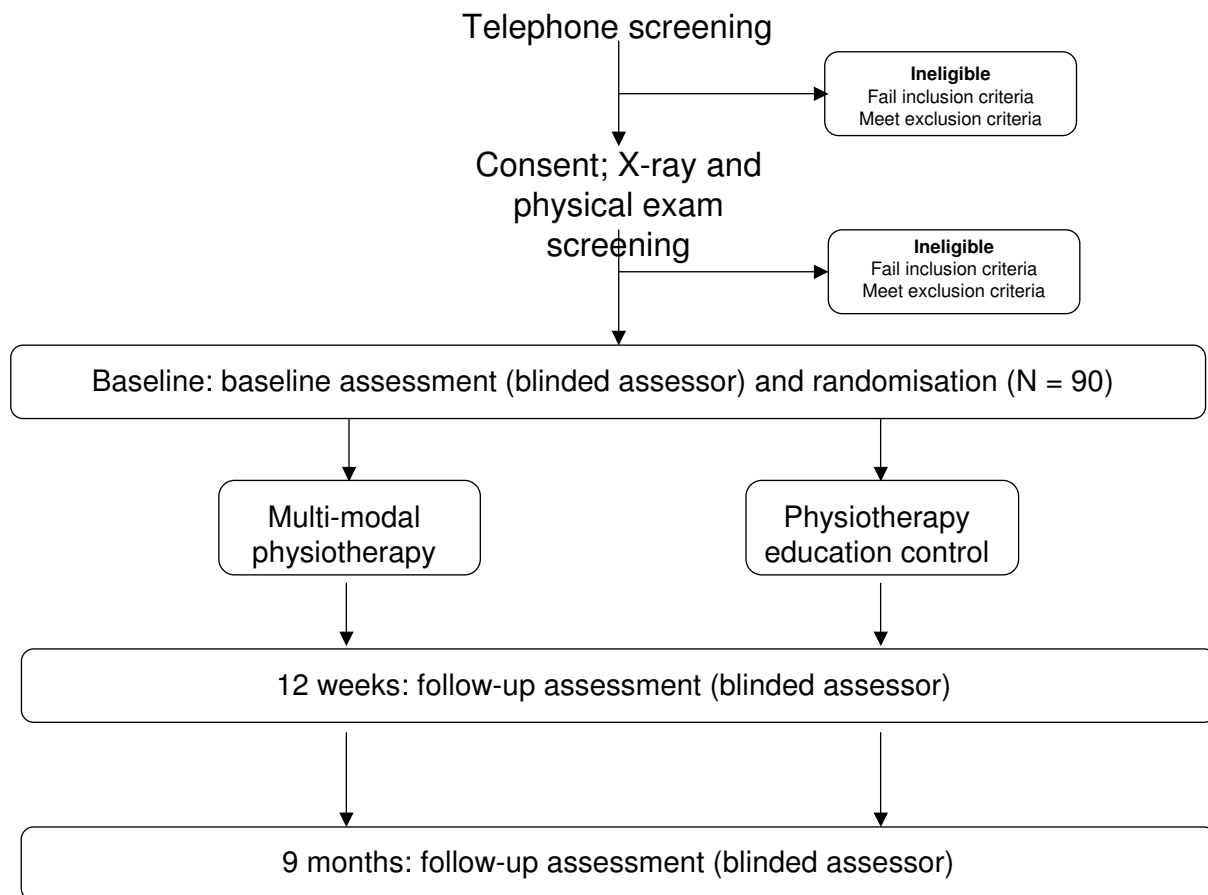 Telephone screening
Ineligible
Fail inclusion criteria
Meet exclusion criteria
Consent; X-ray and
physical exam
screening
Ineligible
Fail inclusion criteria
Meet exclusion criteria
Baseline: baseline assessment (blinded assessor) and randomisation (N = 90)
Multi-modal
physiotherapy
Physiotherapy
education control
12 weeks: follow-up assessment (blinded assessor)
9 months: follow-up assessment (blinded assessor)